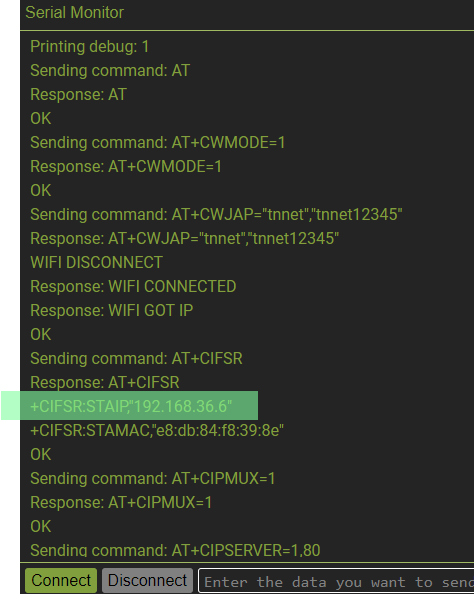 Serial Monitor
Printing debug: 1
Sending command: AT
Response: AT
OK
Sending command: AT+CWMODE=1
Response: AT+CWMODE=1
OK
Sending command: AT+CWJAP="tnnet","tnnet12345"
Response: AT+CWJAP="tnnet","tnnet12345"
WIFI DISCONNECT
Response: WIFI CONNECTED
Response: WIFI GOT IP
OK
Sending command: AT+CIFSR
Response: AT+CIFSR
+CIFSR:STAIP,"192.168.36.6"
+CIFSR:STAMAC,"e8:db:84:f8:39:8e"
OK
Sending command: AT+CIPMUX=1
Response: AT+CIPMUX=1
OK
Sending command: AT+CIPSERVER=1,80
Connect Disconnect Enter the data you want to send